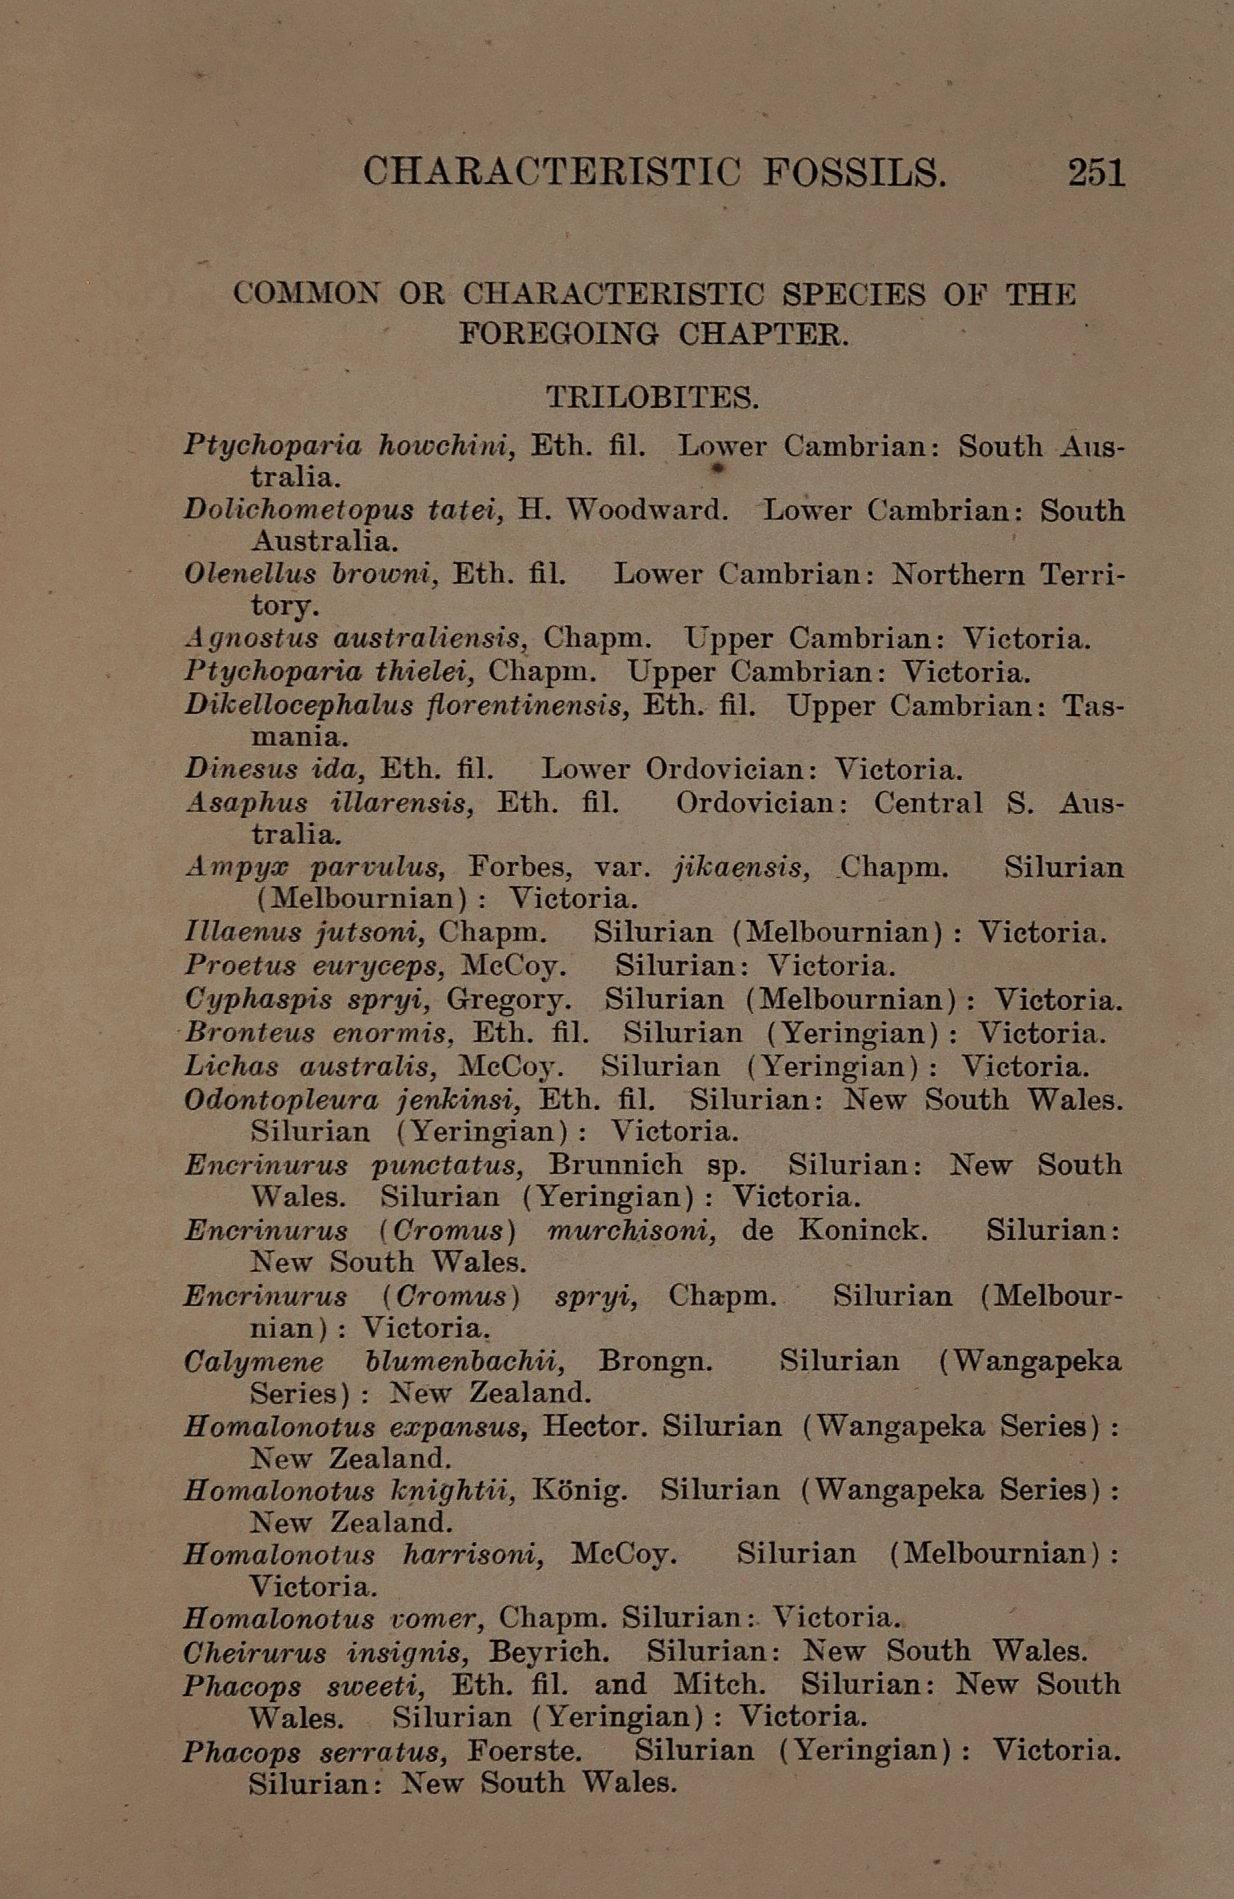 CHARACTERISTIC FOSSILS. 251
COMMON OR CHARACTERISTIC SPECIES OF THE
FOREGOING CHAPTER.
TRILOBITES.
Ptychoparia howchini, Eth. fil. Lower Cambrian: South Aus-
tralia.
Dolichometopus tatei, H. Woodward. Lower Cambrian: South
Australia.
Olenellus browni, Eth. fil. Lower Cambrian: Northern Terri-
tory.
Agnostus australiensis, Chapm. Upper Cambrian: Victoria.
Ptychoparia thielei, Chapm. Upper Cambrian: Victoria.
Dikellocephalus florentinensis, Eth. fil. Upper Cambrian: Tas-
mania.
Dinesus ida, Eth. fil. Lower Ordovician: Victoria.
Asaphus illarensis, Eth. fil. Ordovician: Central S. Aus-
tralia.
Ampyx parvulus, Forbes, var. jikaensis, Chapm. Silurian
(Melbournian) : Victoria.
Illaenus jutsoni, Chapm. Silurian (Melbournian) : Victoria.
Proetus euryceps, McCoy. Silurian: Victoria.
Cyphaspis spryi, Gregory. Silurian (Melbournian) : Victoria.
Bronteus enormis, Eth. fil. Silurian (Yeringian) : Victoria.
Lichas australis, McCoy. Silurian (Yeringian) : Victoria.
Odontopleura jenkinsi, Eth. fil. Silurian: New South Wales.
Silurian (Yeringian) : Victoria.
Encrinurus punctatus, Brunnich sp. Silurian: New South
Wales. Silurian (Yeringian) : Victoria.
Encrinurus (Cromus) murchisoni, de Koninck. Silurian:
New South Wales.
Encrinurus (Cromus) spryi, Chapm. Silurian (Melbour-
nian) : Victoria.
Calymene blumenbachii, Brongn. Silurian (Wangapeka
Series) : New Zealand.
Homalonotus expansus, Hector. Silurian (Wangapeka Series) :
New Zealand.
Homalonotus knightii, König. Silurian (Wangapeka Series) :
New Zealand.
Homalonotus harrisoni, McCoy. Silurian (Melbournian) :
Victoria.
Homalonotus vomer, Chapm. Silurian: Victoria.
Cheirurus insignis, Beyrich. Silurian: New South Wales.
Phacops sweeti, Eth. fil. and Mitch. Silurian: New South
Wales. Silurian (Yeringian) : Victoria.
Phacops serratus, Foerste. Silurian (Yeringian) : Victoria.
Silurian: New South Wales.